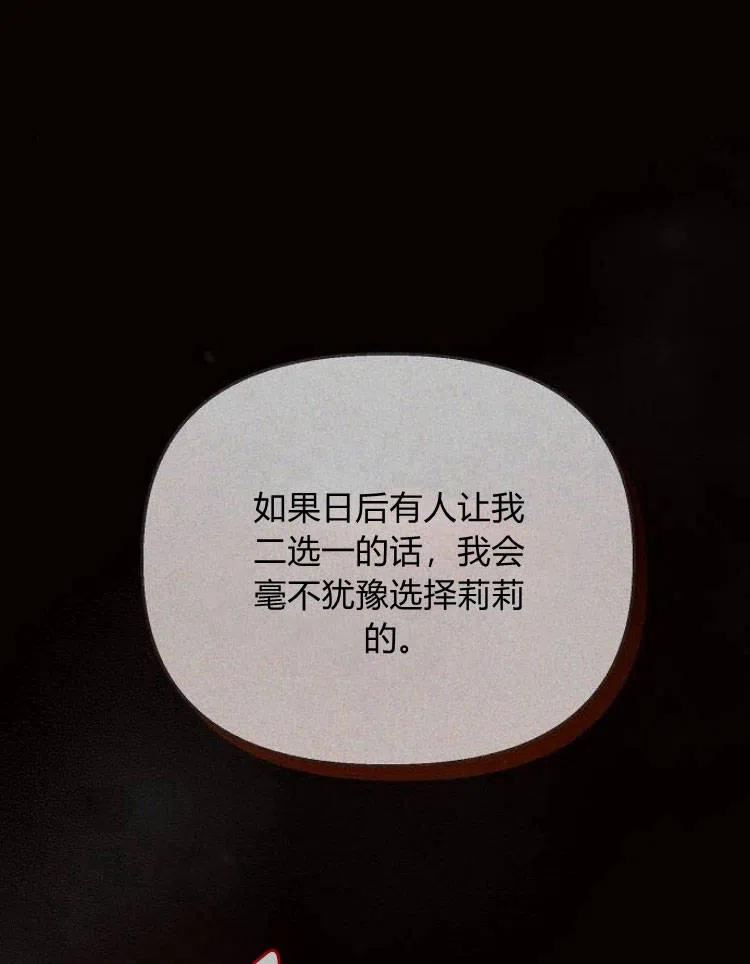 如果日后有人让我
二选一的话，我会
毫不犹豫选择莉莉
的。